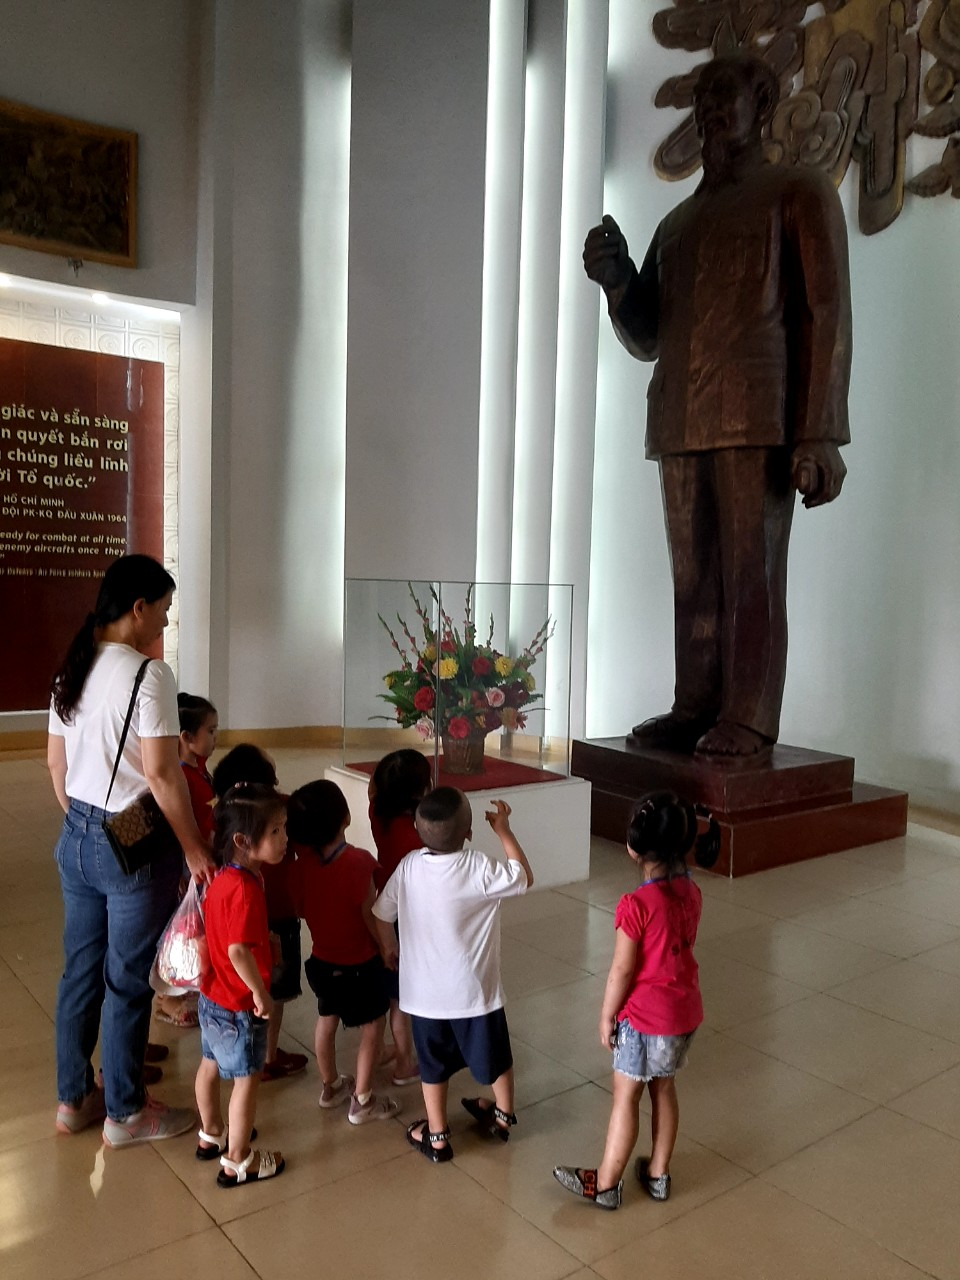 giác và sẵn sàng
n quyết bắn rơi
chúng liều lĩnh
ời Tổ quốc.”
HỒ CHÍ MINH
ĐỘI PK-KQ ĐẦU XUÂN 1964
eady for combat at all time,
enemy aircrafts once they